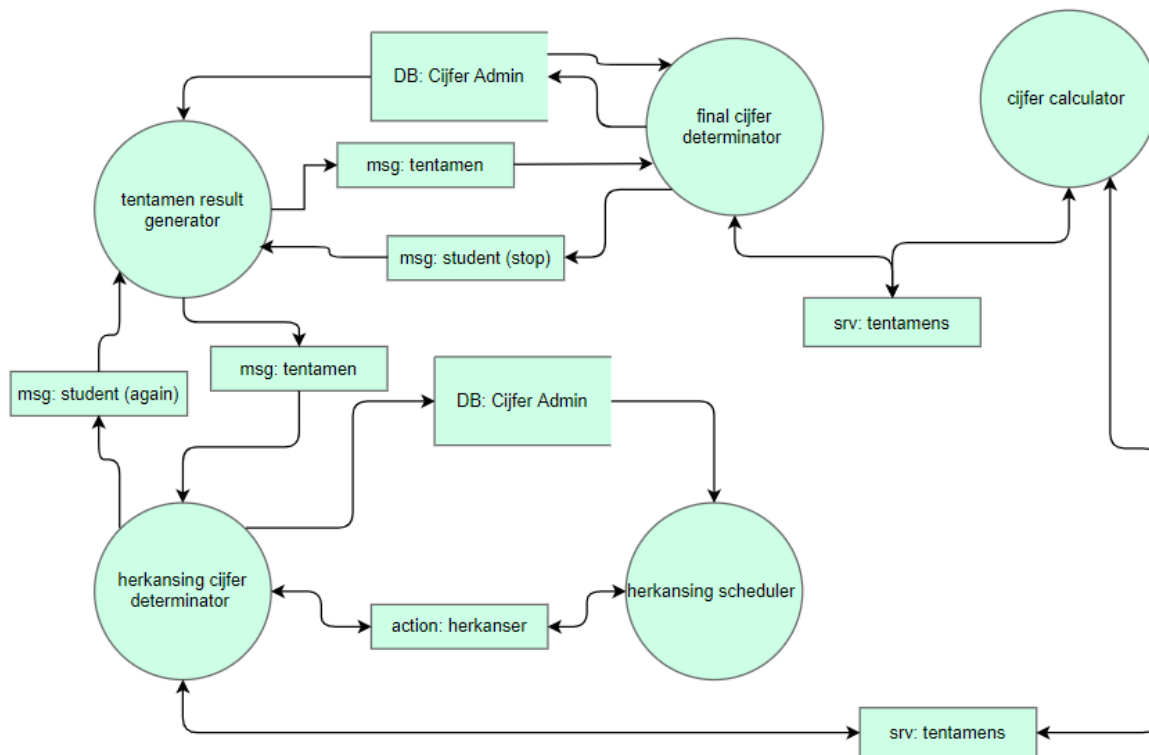 DB: Cijfer Admin
final cijfer
determinator
cijfer calculator
msg: tentamen
tentamen result
generator
msg: student (stop)
srv: tentamens
msg: tentamen
msg: student (again)
DB: Cijfer Admin
herkansing cijfer
determinator
herkansing scheduler
action: herkanser
srv: tentamens